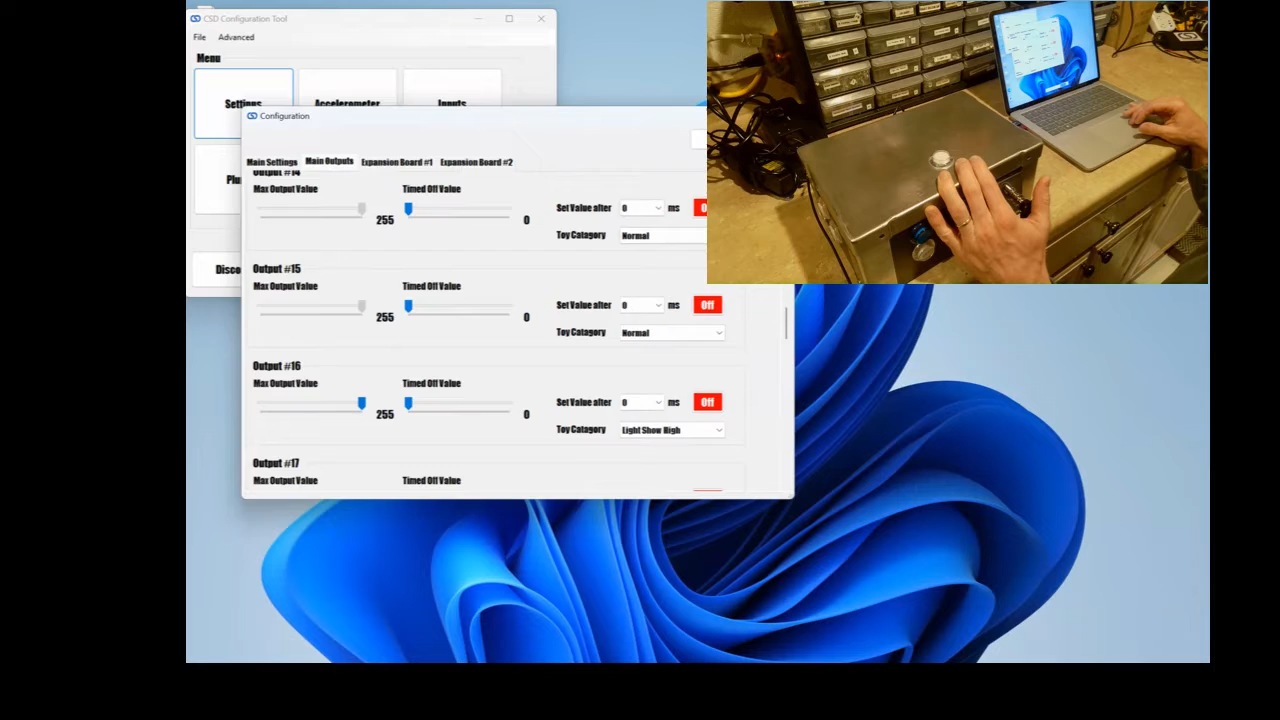 CSD Configuration Tool
File Advanced
Menu
Settings Accelerometer Inputs
Configuration
Main Settings Main Outputs Expansion Board #1 Expansion Board #2
Output #14
Max Output Value Timed Off Value
255 0 Set Value after 0 ms
Toy Catagory Normal
Output #15
Max Output Value Timed Off Value
255 0 Set Value after 0 ms Off
Toy Catagory Normal
Output #16
Max Output Value Timed Off Value
255 0 Set Value after 0 ms Off
Toy Catagory Light Show High
Output #17
Max Output Value Timed Off Value